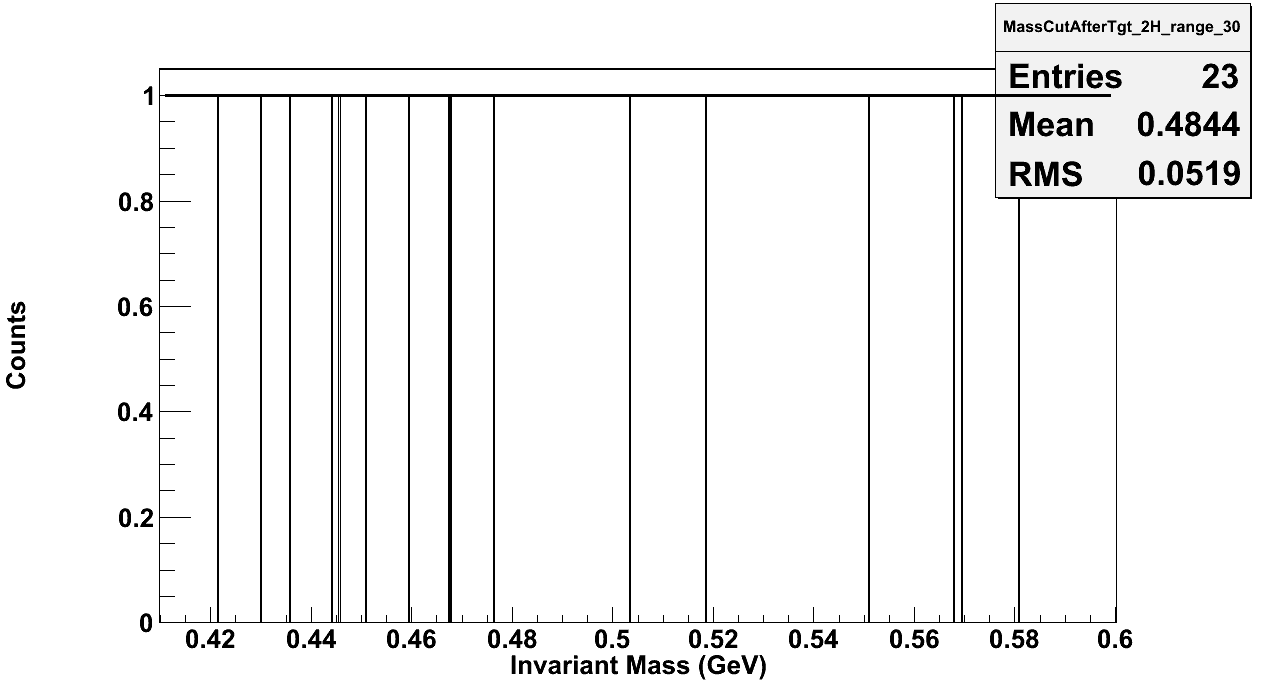 MassCutAfterTgt_2H_range_30
Entries 23
Mean 0.4844
RMS 0.0519
1
0.8
0.6
0.4
0.2
0
Counts
0.42 0.44 0.46 0.48 0.5 0.52 0.54 0.56 0.58 0.6
Invariant Mass (GeV)